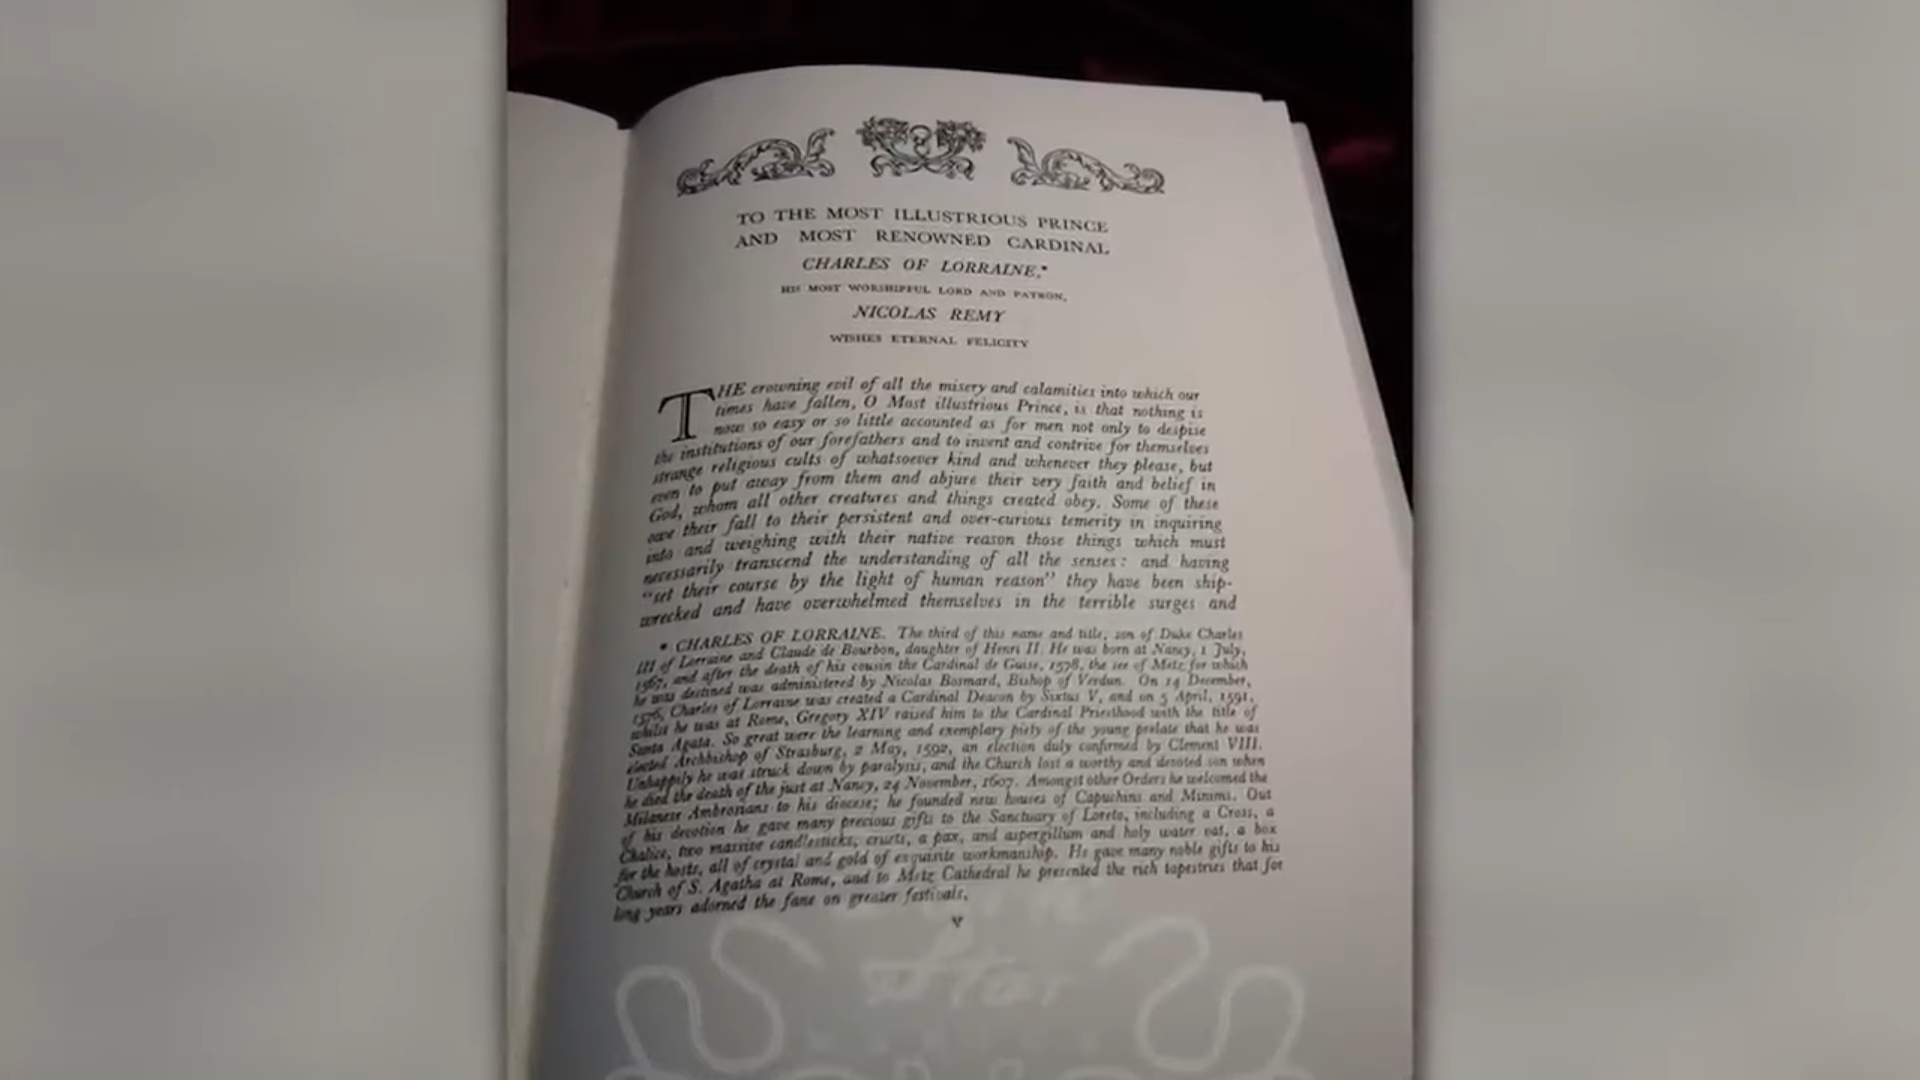 TO THE MOST ILLUSTRIOUS PRINCE
AND MOST RENOWNED CARDINAL
CHARLES OF LORRAINE,*
HIS MOST WORSHIPFUL LORD AND PATRON,
NICOLAS REMY
WISHES ETERNAL FELICITY
THE crowning evil of all the misery and calamities into which our
times have fallen, O Most illustrious Prince, is that nothing is
now so easy or so little accounted as for men not only to despise
the institutions of our forefathers and to invent and contrive for themselves
strange religious cults of whatsoever kind and whenever they please, but
even to put away from them and abjure their very faith and belief in
God, whom all other creatures and things created obey. Some of these
owe their fall to their persistent and over-curious temerity in inquiring
into and weighing with their native reason those things which must
necessarily transcend the understanding of all the senses: and having
"set their course by the light of human reason" they have been ship-
wrecked and have overwhelmed themselves in the terrible surges and
* CHARLES OF LORRAINE. The third of this name and title, son of Duke Charles
III of Lorraine and Claude de Bourbon, daughter of Henri II. He was born at Nancy, 1 July,
1567, and after the death of his cousin the Cardinal de Guise, 1578, the see of Metz for which
he was destined was administered by Nicolas Bosmard, Bishop of Verdun. On 14 December,
1576, Charles of Lorraine was created a Cardinal Deacon by Sixtus V, and on 5 April, 1591,
whilst he was at Rome, Gregory XIV raised him to the Cardinal Priesthood with the title of
Santa Agata. So great were the learning and exemplary piety of the young prelate that he was
elected Archbishop of Strasburg, 2 May, 1592, an election duly confirmed by Clement VIII.
Unhappily he was struck down by paralysis, and the Church lost a worthy and devoted son when
he died the death of the just at Nancy, 24 November, 1607. Amongst other Orders he welcomed the
Milanese Ambrosians to his diocese; he founded new houses of Capuchins and Minims. Out
of his devotion he gave many precious gifts to the Sanctuary of Loreto, including a Cross, a
Chalice, two massive candlesticks, cruets, a pax, and aspergillum and holy water vat, a box
for the hosts, all of crystal and gold of exquisite workmanship. He gave many noble gifts to his
Church of S. Agatha at Rome, and to Metz Cathedral he presented the rich tapestries that for
long years adorned the fane on greater festivals.
v
Star